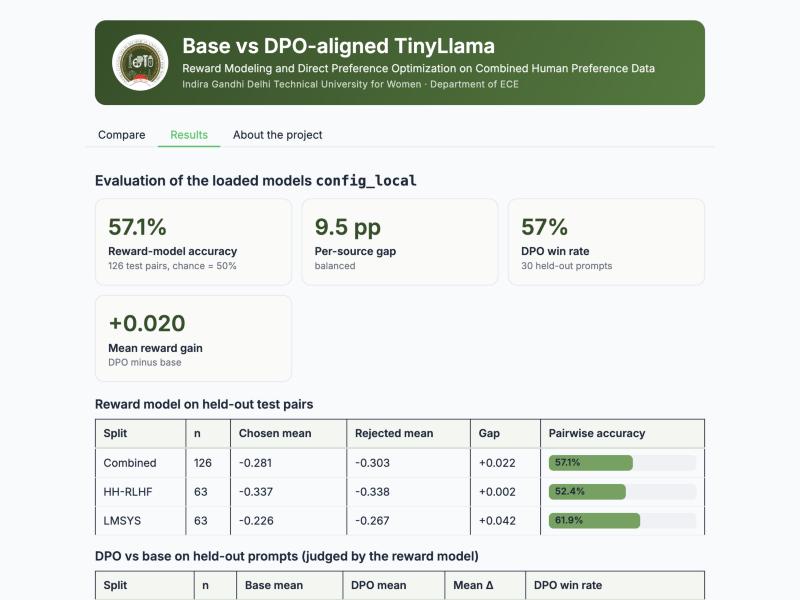 Base vs DPO-aligned TinyLlama
Reward Modeling and Direct Preference Optimization on Combined Human Preference Data
Indira Gandhi Delhi Technical University for Women · Department of ECE
Compare Results About the project
Evaluation of the loaded models config_local
57.1% 9.5 pp 57%
Reward-model accuracy Per-source gap DPO win rate
126 test pairs, chance = 50% balanced 30 held-out prompts
+0.020
Mean reward gain
DPO minus base
Reward model on held-out test pairs
Split n Chosen mean Rejected mean Gap Pairwise accuracy
Combined 126 -0.281 -0.303 +0.022 57.1%
HH-RLHF 63 -0.337 -0.338 +0.002 52.4%
LMSYS 63 -0.226 -0.267 +0.042 61.9%
DPO vs base on held-out prompts (judged by the reward model)
Split n Base mean DPO mean Mean Δ DPO win rate